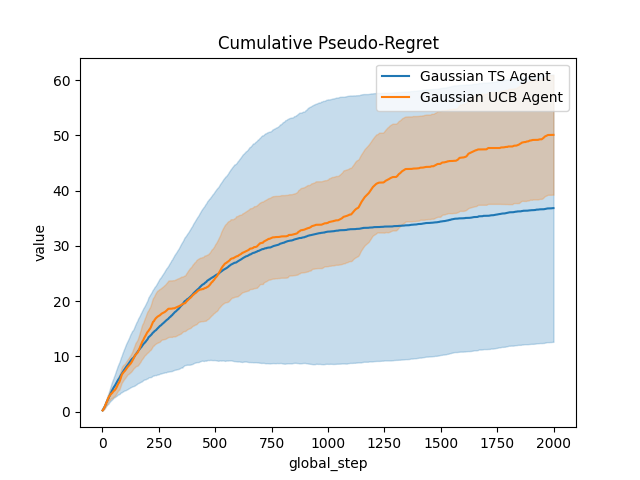 Cumulative Pseudo-Regret
Gaussian TS Agent
Gaussian UCB Agent
value
60
50
40
30
20
10
0
0 250 500 750 1000 1250 1500 1750 2000
global_step